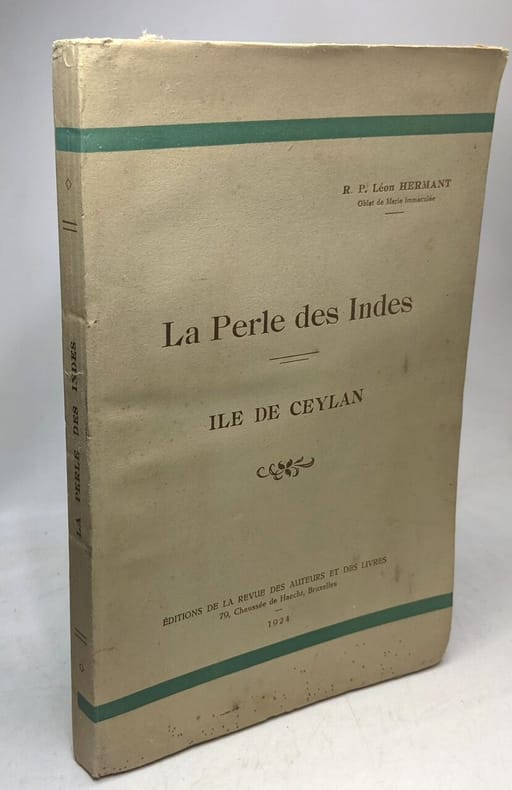 R. P. Léon HERMANT
Oblat de Marie Immaculée
La Perle des Indes
ILE DE CEYLAN
ÉDITIONS DE LA REVUE DES AUTEURS ET DES LIVRES
79, Chaussée de Haecht, Bruxelles
1924
LA PERLE DES INDES